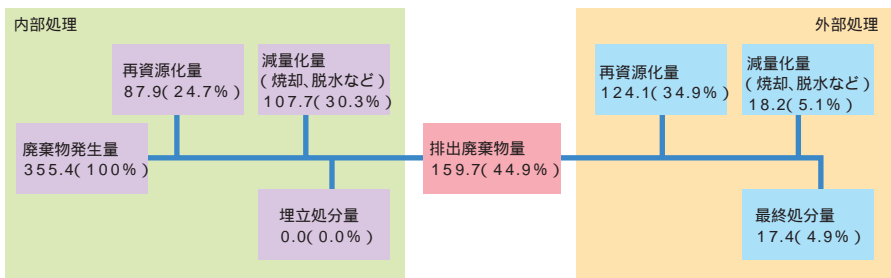 内部処理
再資源化量
87.9(24.7%)
減量化量
(焼却、脱水など)
107.7(30.3%)
廃棄物発生量
355.4(100%)
埋立処分量
0.0(0.0%)
排出廃棄物量
159.7(44.9%)
外部処理
再資源化量
124.1(34.9%)
減量化量
(焼却、脱水など)
18.2(5.1%)
最終処分量
17.4(4.9%)